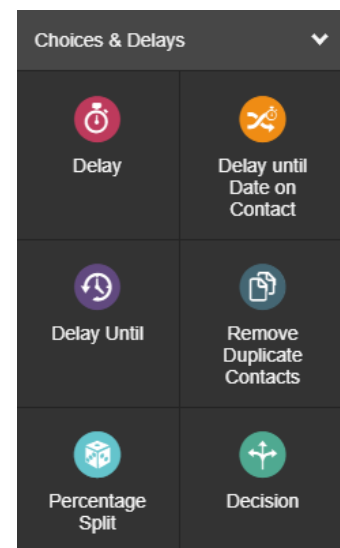 Choices & Delays
Delay
Delay until
Date on
Contact
Delay Until
Remove
Duplicate
Contacts
Percentage
Split
Decision